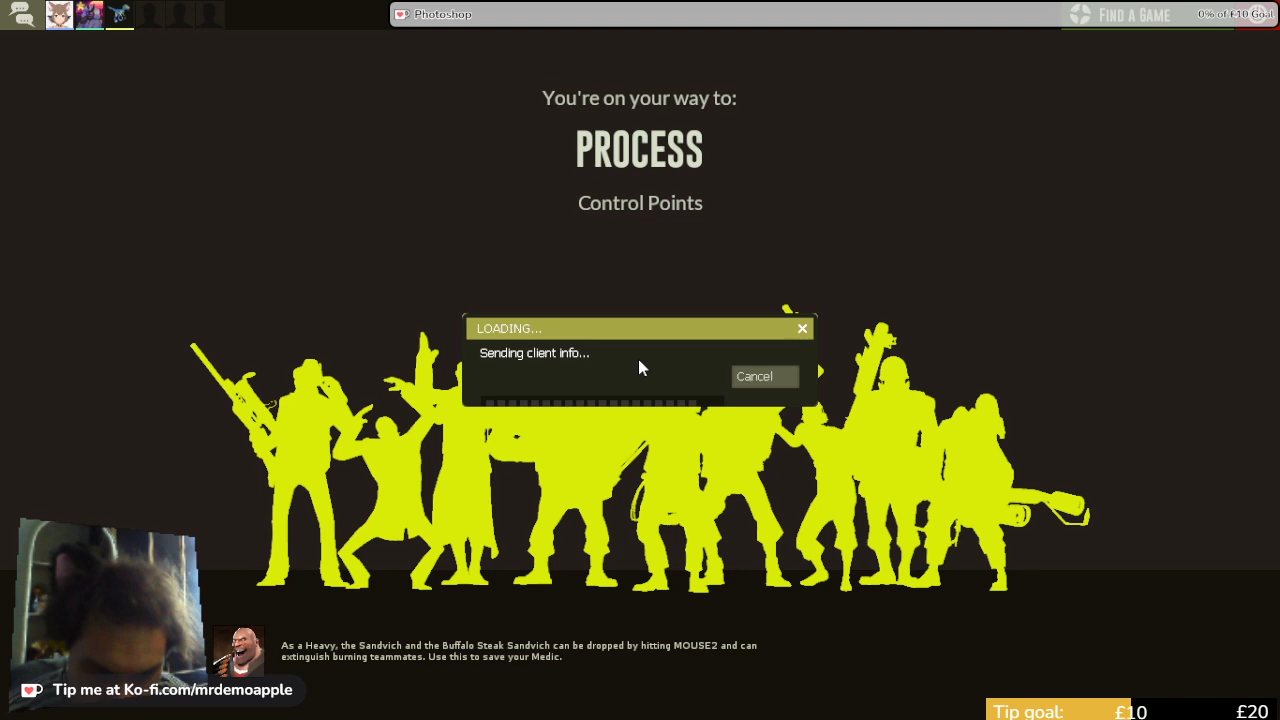 Photoshop
FIND A GAME
0% of £10 Goal
You're on your way to:
PROCESS
Control Points
LOADING...
Sending client info...
Cancel
As a Heavy, the Sandvich and the Buffalo Steak Sandvich can be dropped by hitting MOUSE2 and can
extinguish burning teammates. Use this to save your Medic.
Tip me at Ko-fi.com/mrdemoapple
Tip goal: £10 £20